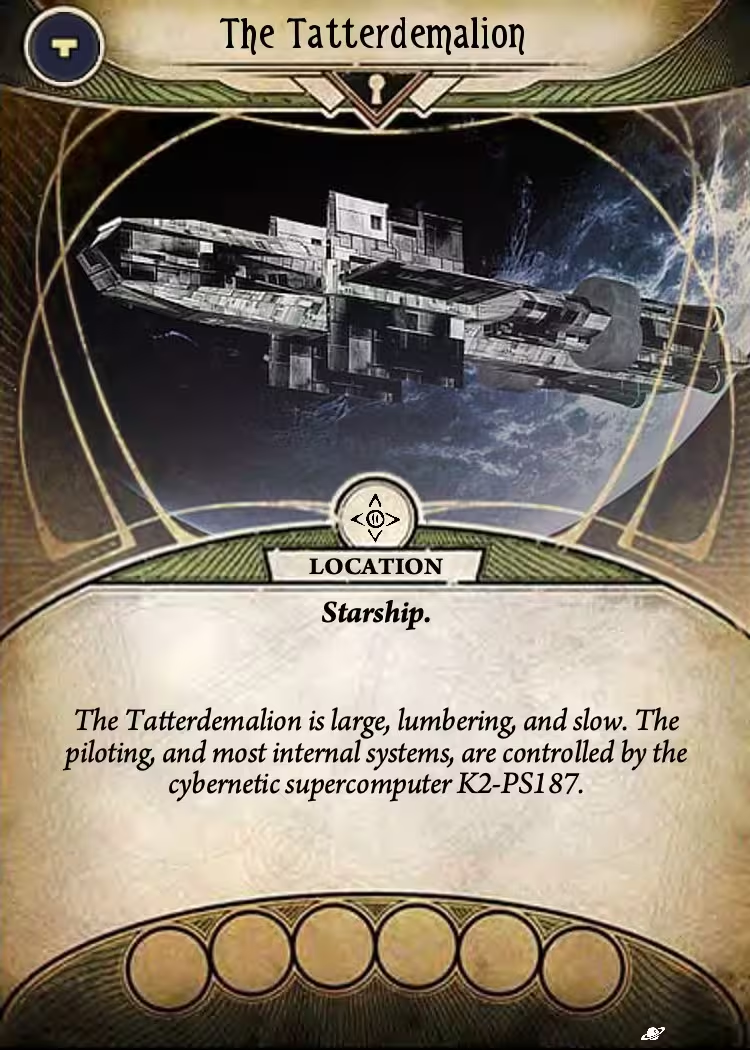 The Tatterdemalion
LOCATION
Starship.
The Tatterdemalion is large, lumbering, and slow. The
piloting, and most internal systems, are controlled by the
cybernetic supercomputer K2-PS187.